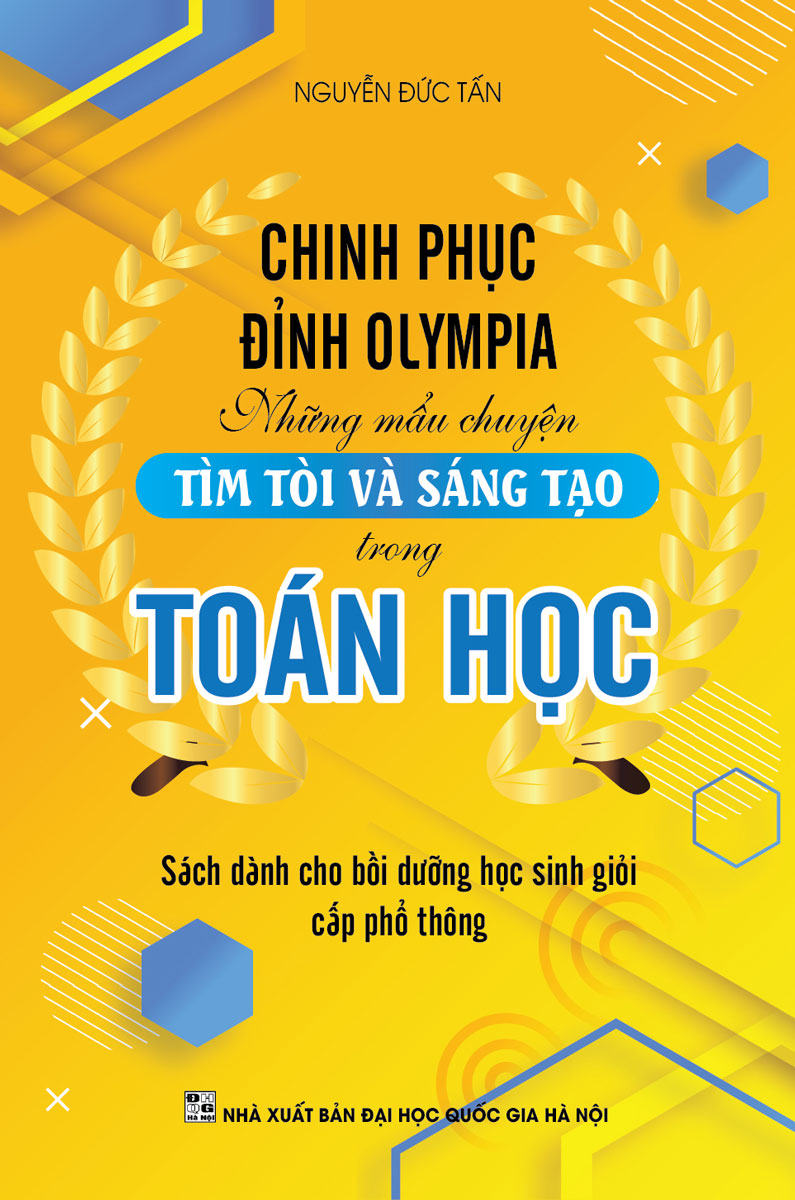 NGUYỄN ĐỨC TẤN
CHINH PHỤC
ĐỈNH OLYMPIA
Những mẩu chuyện
TÌM TÒI VÀ SÁNG TẠO
trong
TOÁN HỌC
Sách dành cho bồi dưỡng học sinh giỏi
cấp phổ thông
ĐH
QG
HÀ NỘI
NHÀ XUẤT BẢN ĐẠI HỌC QUỐC GIA HÀ NỘI